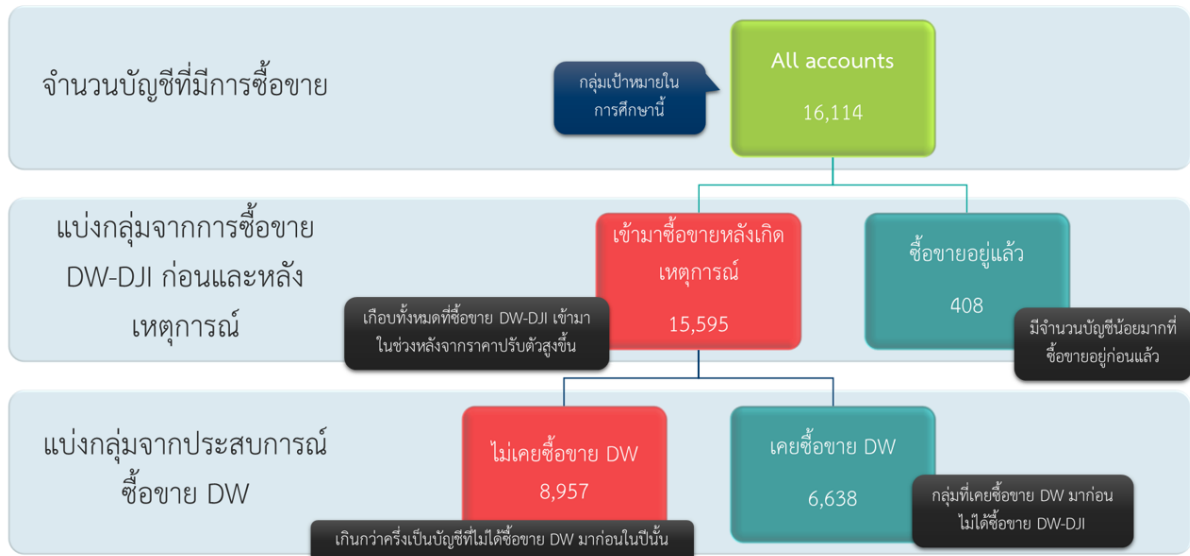 จำนวนบัญชีที่มีการซื้อขาย
กลุ่มเป้าหมายใน
การศึกษานี้
All accounts
16,114
แบ่งกลุ่มจากการซื้อขาย
DW-DJI ก่อนและหลัง
เหตุการณ์
เกือบทั้งหมดที่ซื้อขาย DW-DJI เข้ามา
ในช่วงหลังจากราคาปรับตัวสูงขึ้น
เข้ามาซื้อขายหลังเกิด
เหตุการณ์
15,595
ซื้อขายอยู่แล้ว
408
มีจำนวนบัญชีน้อยมากที่
ซื้อขายอยู่ก่อนแล้ว
แบ่งกลุ่มจากประสบการณ์
ซื้อขาย DW
ไม่เคยซื้อขาย DW
8,957
เกินกว่าครึ่งเป็นบัญชีที่ไม่ได้ซื้อขาย DW มาก่อนในปีนั้น
เคยซื้อขาย DW
6,638
กลุ่มที่เคยซื้อขาย DW มาก่อน
ไม่ได้ซื้อขาย DW-DJI